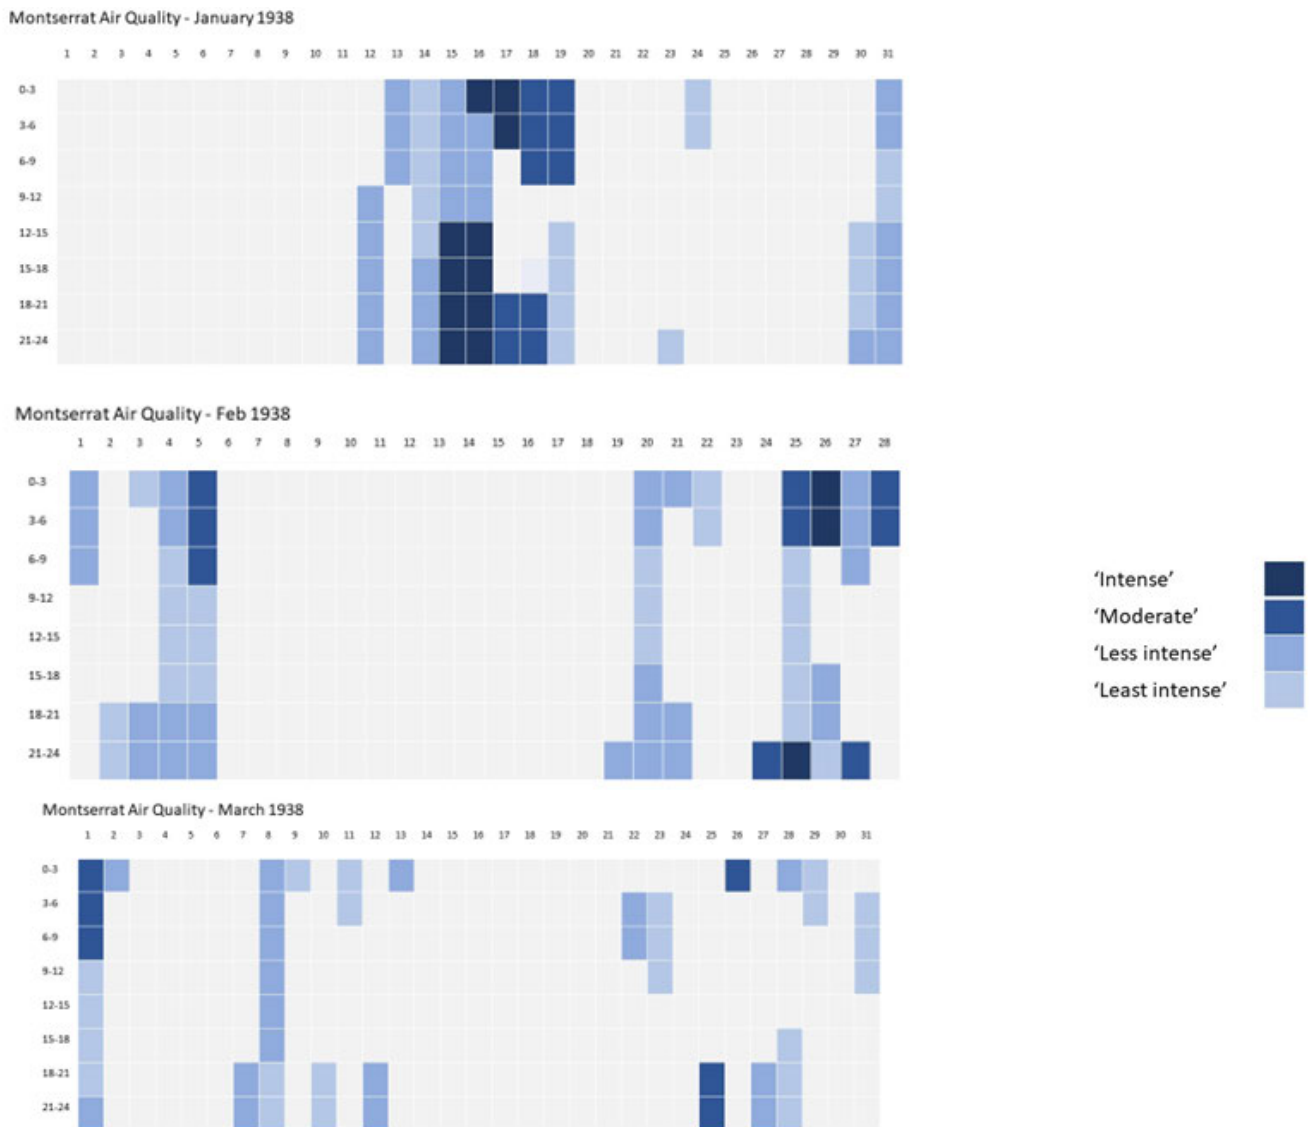 Montserrat Air Quality - January 1938
1 2 3 4 5 6 7 8 9 10 11 12 13 14 15 16 17 18 19 20 21 22 23 24 25 26 27 28 29 30 31
0-3
3-6
6-9
9-12
12-15
15-18
18-21
21-24
Montserrat Air Quality - Feb 1938
1 2 3 4 5 6 7 8 9 10 11 12 13 14 15 16 17 18 19 20 21 22 23 24 25 26 27 28
0-3
3-6
6-9
9-12
12-15
15-18
18-21
21-24
‘Intense’
‘Moderate’
‘Less intense’
‘Least intense’
Montserrat Air Quality - March 1938
1 2 3 4 5 6 7 8 9 10 11 12 13 14 15 16 17 18 19 20 21 22 23 24 25 26 27 28 29 30 31
0-3
3-6
6-9
9-12
12-15
15-18
18-21
21-24